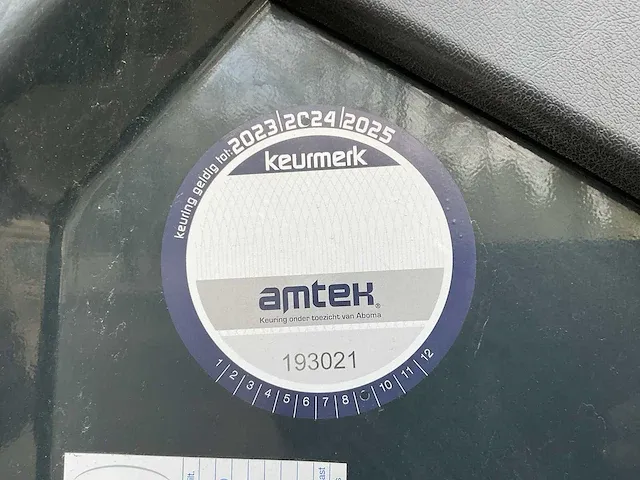 keuring geldig tot: 2023|2024|2025
keurmerk
amtek®
Keuring onder toezicht van Aboma
193021
1 2 3 4 5 6 7 8 10 11 12
ast